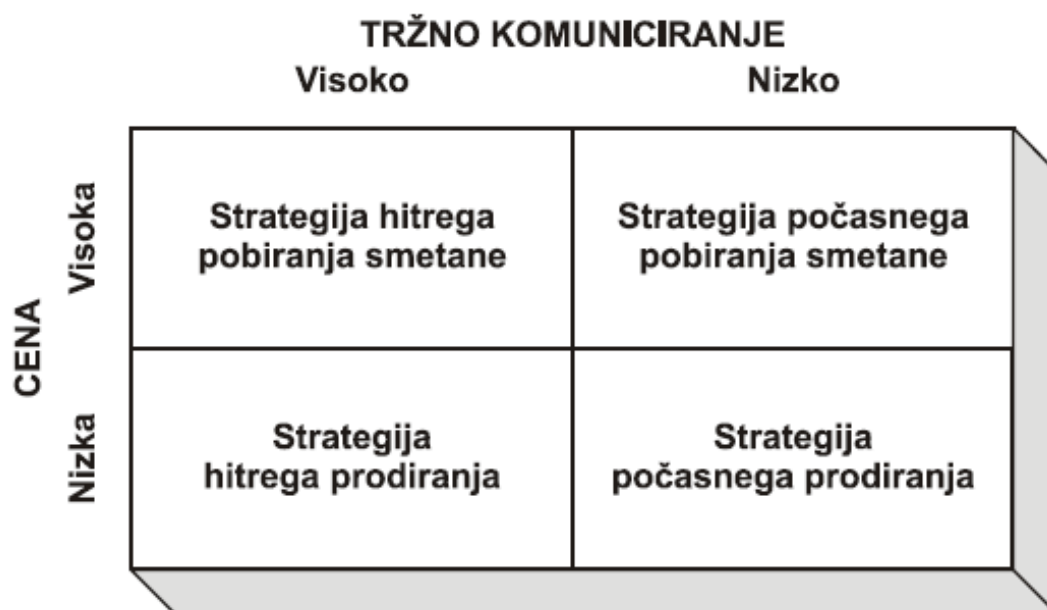 TRŽNO KOMUNICIRANJE
Visoko
Nizko
CENA
Visoka
Strategija hitrega
pobiranja smetane
Strategija počasnega
pobiranja smetane
Nizka
Strategija
hitrega prodiranja
Strategija
počasnega prodiranja